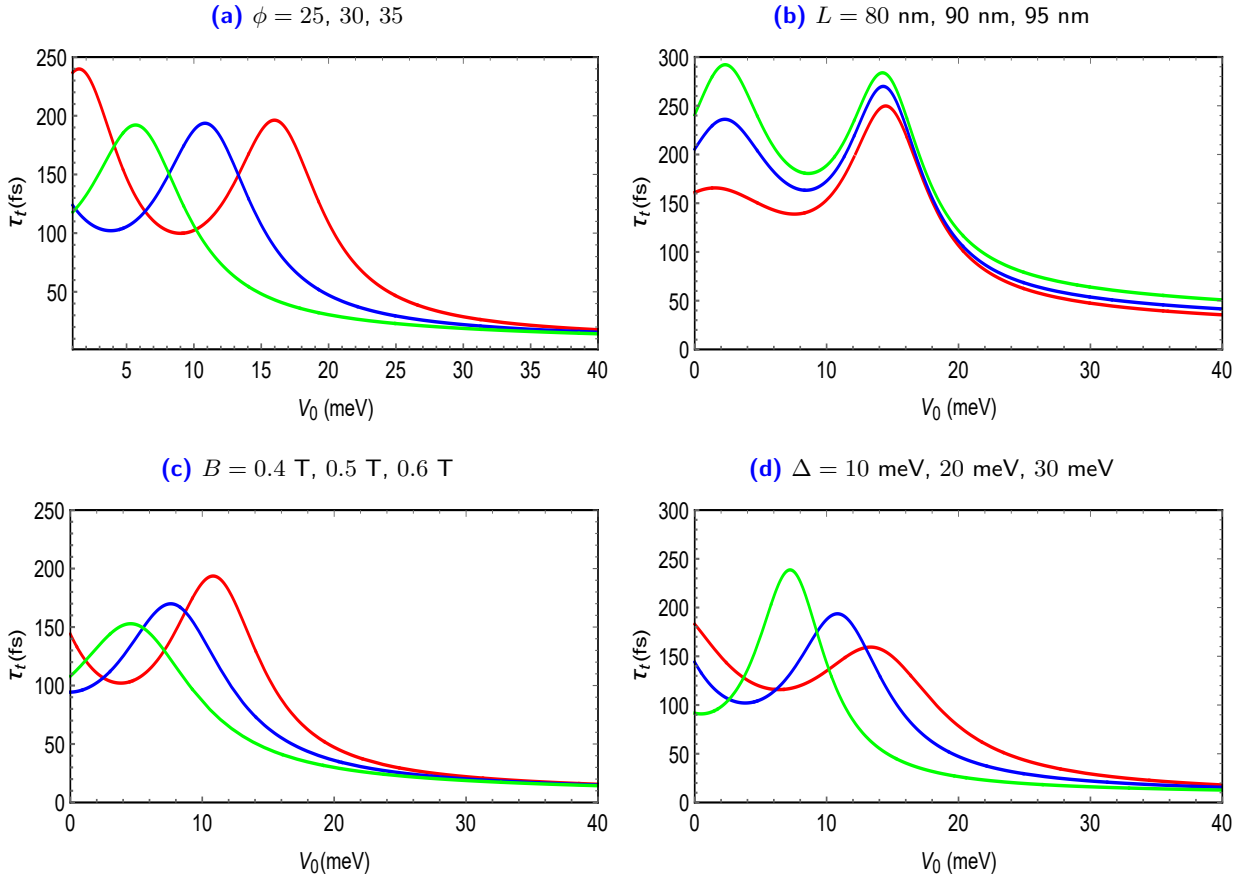 (a) ϕ = 25, 30, 35
250
200
150
100
50
τt(fs)
5 10 15 20 25 30 35 40
V0 (meV)
(b) L = 80 nm, 90 nm, 95 nm
300
250
200
150
100
50
0
τt(fs)
0 10 20 30 40
V0 (meV)
(c) B = 0.4 T, 0.5 T, 0.6 T
250
200
150
100
50
0
τt(fs)
0 10 20 30 40
V0(meV)
(d) Δ = 10 meV, 20 meV, 30 meV
300
250
200
150
100
50
0
τt(fs)
0 10 20 30 40
V0 (meV)